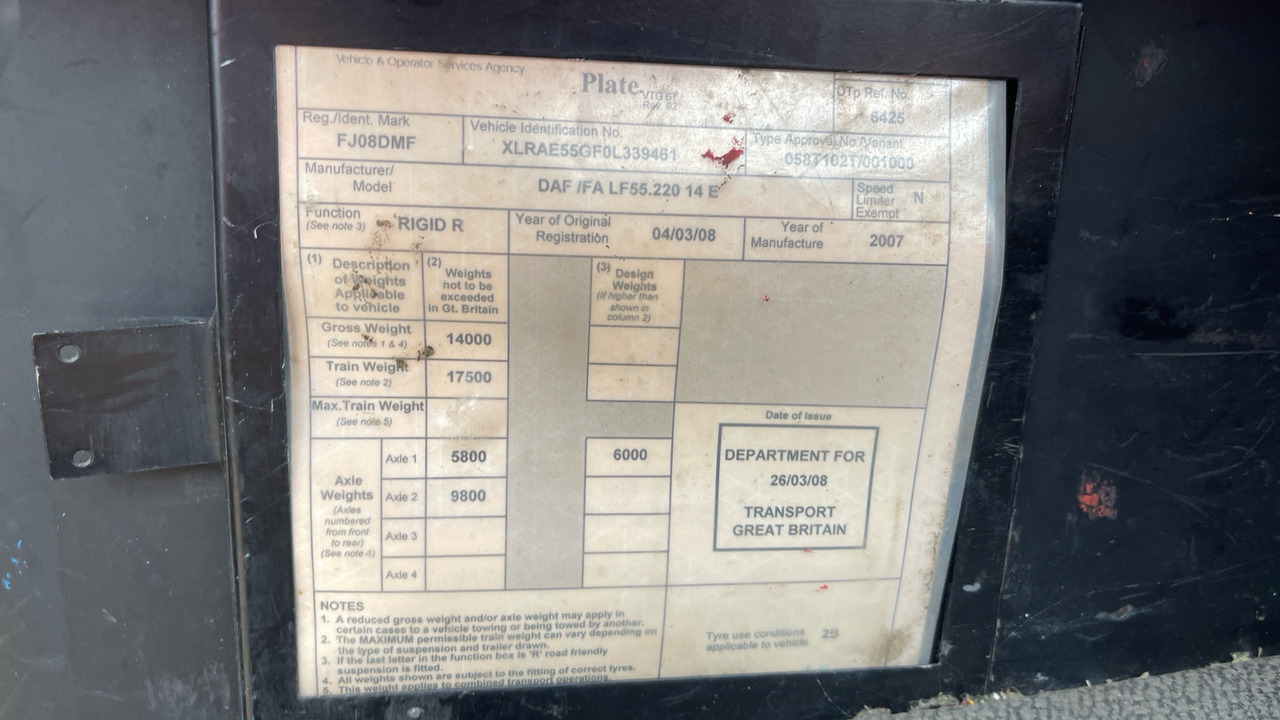 Vehicle & Operator Services Agency
Plate
VTG 6T
Rev. 82
DTp Ref. No.
6425
Reg./Ident. Mark
FJ08DMF
Vehicle Identification No.
XLRAE55GF0L339461
Type Approval No/Variant
058T102T/001000
Manufacturer/
Model
DAF /FA LF55.220 14 E
Speed
Limiter
Exempt
N
Function
(See note 3)
RIGID R
Year of Original
Registration
04/03/08
Year of
Manufacture
2007
(1) Description
of Weights
Applicable
to vehicle
(2) Weights
not to be
exceeded
in Gt. Britain
(3) Design
Weights
(if higher than
shown in
column 2)
Gross Weight
(See notes 1 & 4)
14000
Train Weight
(See note 2)
17500
Max.Train Weight
(See note 5)
Axle
Weights
(Axles
numbered
from front
to rear)
(See note 4)
Axle 1
5800
6000
Axle 2
9800
Axle 3
Axle 4
Date of Issue
DEPARTMENT FOR
26/03/08
TRANSPORT
GREAT BRITAIN
NOTES
1. A reduced gross weight and/or axle weight may apply in
certain cases to a vehicle towing or being towed by another.
2. The MAXIMUM permissible train weight can vary depending on
the type of suspension and trailer drawn.
3. If the last letter in the function box is 'R' road friendly
suspension is fitted.
4. All weights shown are subject to the fitting of correct tyres.
5. This weight applies to combined transport operations.
Tyre use conditions
applicable to vehicle
25